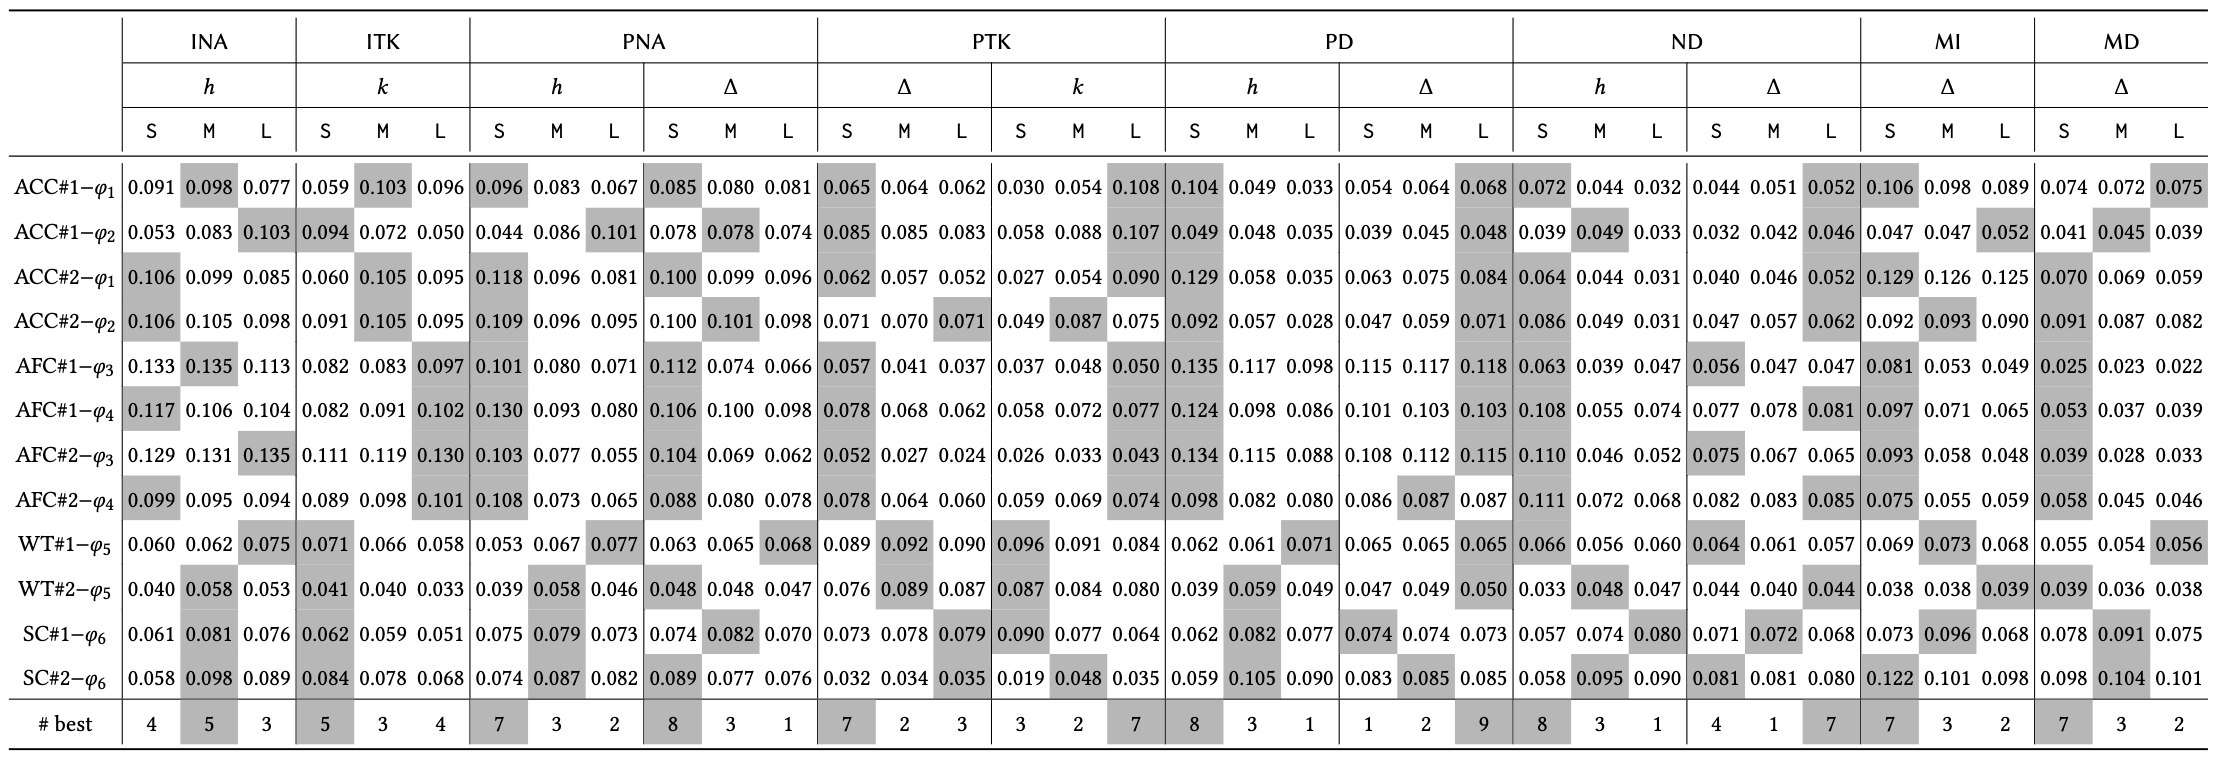 INA ITK PNA PTK PD ND MI MD
h k h Δ Δ k h Δ h Δ Δ Δ
S M L S M L S M L S M L S M L S M L S M L S M L S M L S M L S M L S M L
ACC#1−φ1 0.091 0.098 0.077 0.059 0.103 0.096 0.096 0.083 0.067 0.085 0.080 0.081 0.065 0.064 0.062 0.030 0.054 0.108 0.104 0.049 0.033 0.054 0.064 0.068 0.072 0.044 0.032 0.044 0.051 0.052 0.106 0.098 0.089 0.074 0.072 0.075
ACC#1−φ2 0.053 0.083 0.103 0.094 0.072 0.050 0.044 0.086 0.101 0.078 0.078 0.074 0.085 0.085 0.083 0.058 0.088 0.107 0.049 0.048 0.035 0.039 0.045 0.048 0.039 0.049 0.033 0.032 0.042 0.046 0.047 0.047 0.052 0.041 0.045 0.039
ACC#2−φ1 0.106 0.099 0.085 0.060 0.105 0.095 0.118 0.096 0.081 0.100 0.099 0.096 0.062 0.057 0.052 0.027 0.054 0.090 0.129 0.058 0.035 0.063 0.075 0.084 0.064 0.044 0.031 0.040 0.046 0.052 0.129 0.126 0.125 0.070 0.069 0.059
ACC#2−φ2 0.106 0.105 0.098 0.091 0.105 0.095 0.109 0.096 0.095 0.100 0.101 0.098 0.071 0.070 0.071 0.049 0.087 0.075 0.092 0.057 0.028 0.047 0.059 0.071 0.086 0.049 0.031 0.047 0.057 0.062 0.092 0.093 0.090 0.091 0.087 0.082
AFC#1−φ3 0.133 0.135 0.113 0.082 0.083 0.097 0.101 0.080 0.071 0.112 0.074 0.066 0.057 0.041 0.037 0.037 0.048 0.050 0.135 0.117 0.098 0.115 0.117 0.118 0.063 0.039 0.047 0.056 0.047 0.047 0.081 0.053 0.049 0.025 0.023 0.022
AFC#1−φ4 0.117 0.106 0.104 0.082 0.091 0.102 0.130 0.093 0.080 0.106 0.100 0.098 0.078 0.068 0.062 0.058 0.072 0.077 0.124 0.098 0.086 0.101 0.103 0.103 0.108 0.055 0.074 0.077 0.078 0.081 0.097 0.071 0.065 0.053 0.037 0.039
AFC#2−φ3 0.129 0.131 0.135 0.111 0.119 0.130 0.103 0.077 0.055 0.104 0.069 0.062 0.052 0.027 0.024 0.026 0.033 0.043 0.134 0.115 0.088 0.108 0.112 0.115 0.110 0.046 0.052 0.075 0.067 0.065 0.093 0.058 0.048 0.039 0.028 0.033
AFC#2−φ4 0.099 0.095 0.094 0.089 0.098 0.101 0.108 0.073 0.065 0.088 0.080 0.078 0.078 0.064 0.060 0.059 0.069 0.074 0.098 0.082 0.080 0.086 0.087 0.087 0.111 0.072 0.068 0.082 0.083 0.085 0.075 0.055 0.059 0.058 0.045 0.046
WT#1−φ5 0.060 0.062 0.075 0.071 0.066 0.058 0.053 0.067 0.077 0.063 0.065 0.068 0.089 0.092 0.090 0.096 0.091 0.084 0.062 0.061 0.071 0.065 0.065 0.065 0.066 0.056 0.060 0.064 0.061 0.057 0.069 0.073 0.068 0.055 0.054 0.056
WT#2−φ5 0.040 0.058 0.053 0.041 0.040 0.033 0.039 0.058 0.046 0.048 0.048 0.047 0.076 0.089 0.087 0.087 0.084 0.080 0.039 0.059 0.049 0.047 0.049 0.050 0.033 0.048 0.047 0.044 0.040 0.044 0.038 0.038 0.039 0.039 0.036 0.038
SC#1−φ6 0.061 0.081 0.076 0.062 0.059 0.051 0.075 0.079 0.073 0.074 0.082 0.070 0.073 0.078 0.079 0.090 0.077 0.064 0.062 0.082 0.077 0.074 0.074 0.073 0.057 0.074 0.080 0.071 0.072 0.068 0.073 0.096 0.068 0.078 0.091 0.075
SC#2−φ6 0.058 0.098 0.089 0.084 0.078 0.068 0.074 0.087 0.082 0.089 0.077 0.076 0.032 0.034 0.035 0.019 0.048 0.035 0.059 0.105 0.090 0.083 0.085 0.085 0.058 0.095 0.090 0.081 0.081 0.080 0.122 0.101 0.098 0.098 0.104 0.101
# best 4 5 3 5 3 4 7 3 2 8 3 1 7 2 3 3 2 7 8 3 1 1 2 9 8 3 1 4 1 7 7 3 2 7 3 2